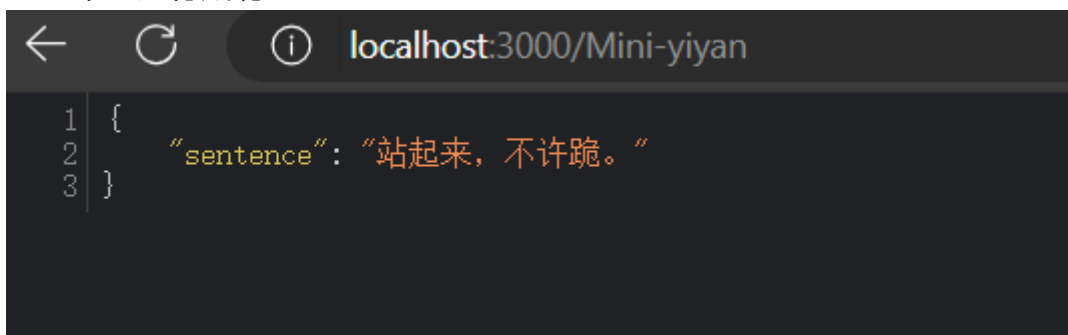 localhost:3000/Mini-yiyan
1 {
2 "sentence": "站起来，不许跪。"
3 }